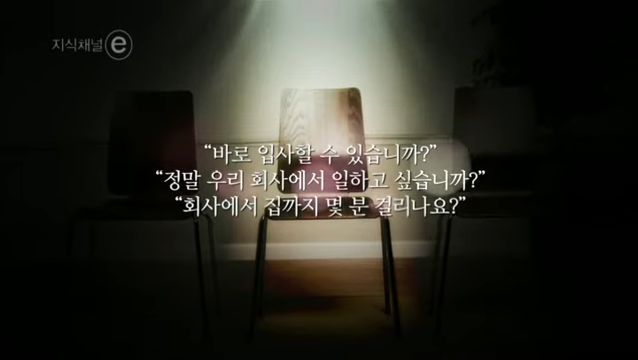 지식채널 e
“바로 입사할 수 있습니까?”
“정말 우리 회사에서 일하고 싶습니까?”
“회사에서 집까지 몇 분 걸리나요?”